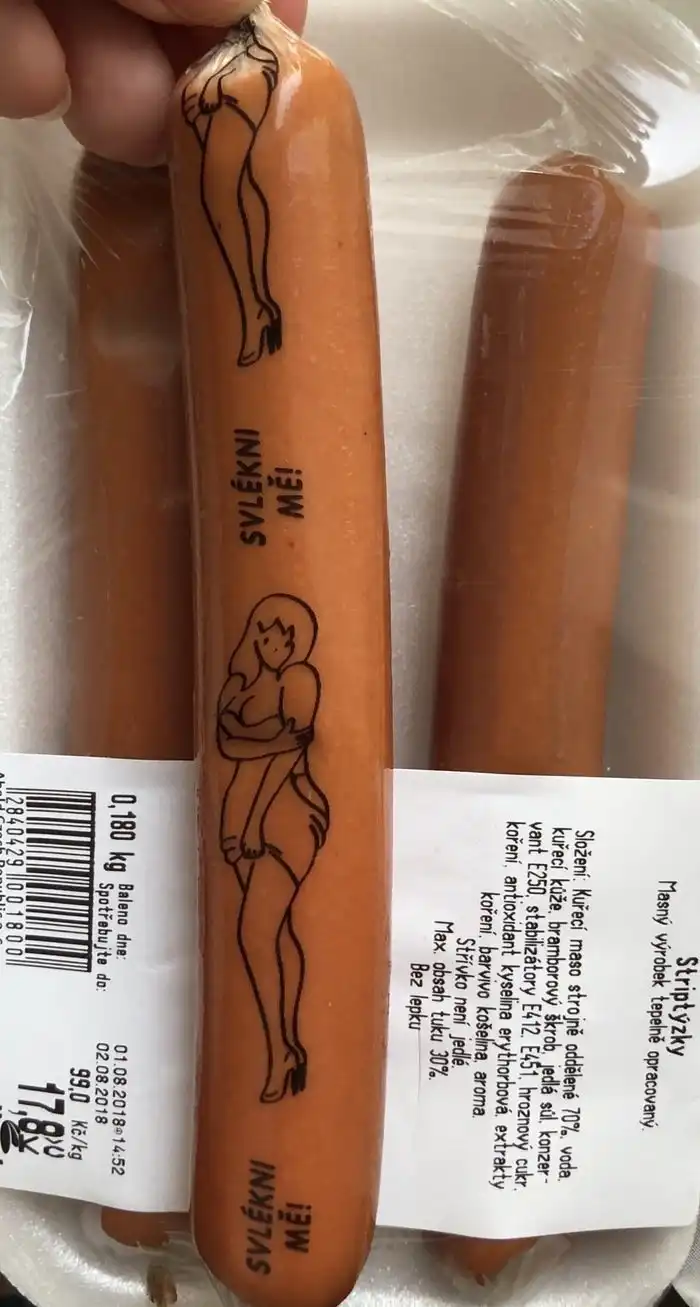 SVLÉKNI
MĚ!
SVLÉKNI
MĚ!
Striptýzky
Masný výrobek tepelně opracovaný.
Složení: Kuřecí maso strojně oddělené 70%, voda,
kuřecí kůže, bramborový škrob, jedlá sůl, konzer-
vant E250, stabilizátory E412, E451, hroznový cukr,
koření, antioxidant kyselina erythorbová, extrakty
koření, barvivo košelina, aroma.
Střívko není jedlé.
Max. obsah tuku 30%.
Bez lepku
0,180 kg
Baleno dne: 01.08.2018 14:52
Spotřebujte do: 02.08.2018
99,0 Kč/kg
2840429001800